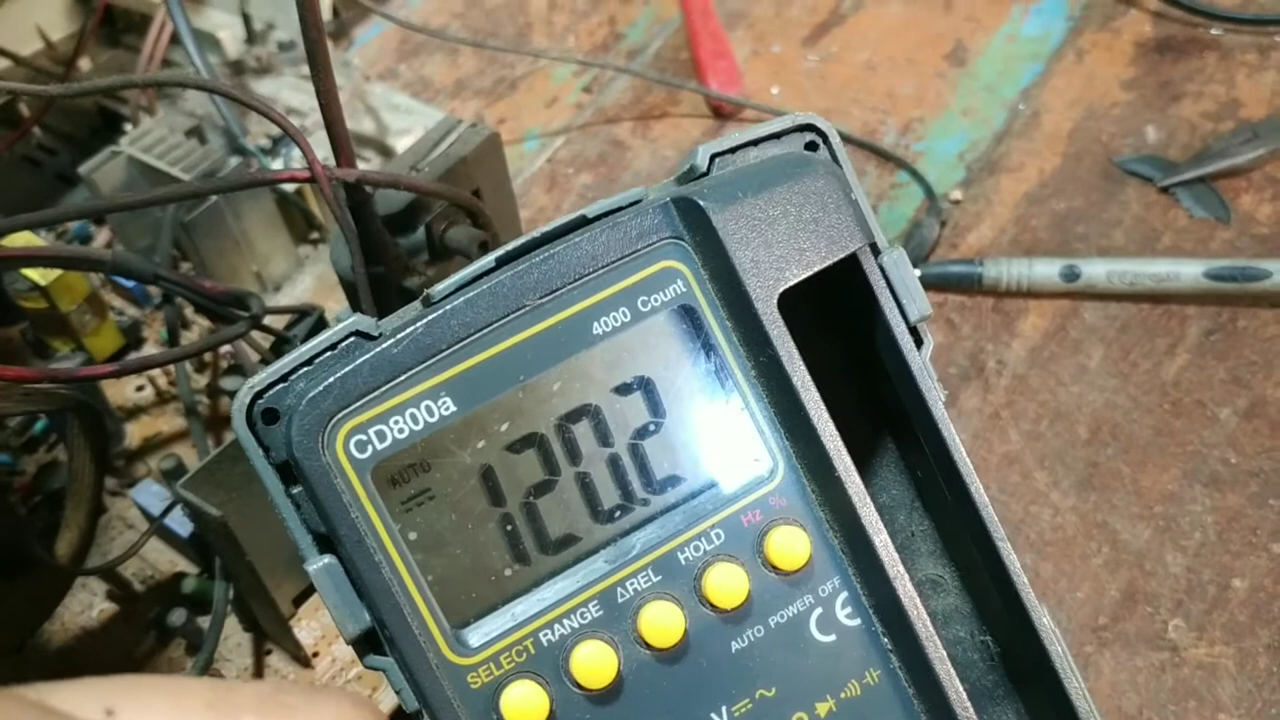 4000 Count
CD800a
AUTO
120.2
SELECT RANGE ΔREL HOLD Hz %
AUTO POWER OFF
CE
V